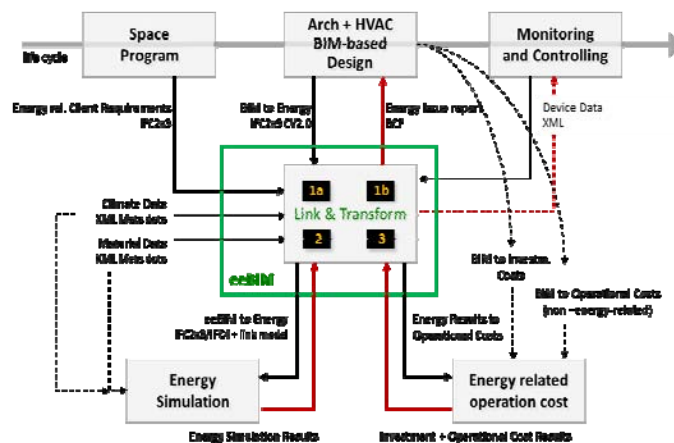 Space
Program
Arch + HVAC
BIM-based
Design
Monitoring
and Controlling
life cycle
Energy rel. Client Requirements
IFC2x3
BIM to Energy
IFC2x3 CV2.0
Energy Issue report
BCF
Device Data
XML
1a
1b
Link & Transform
2
3
eeBIM
Climate Data
XML Meta data
Material Data
XML Meta data
BIM to Investm.
Costs
BIM to Operational Costs
(non -energy-related)
eeBIM to Energy
+ link model
Energy Results to
Operational Costs
Energy
Simulation
Energy related
operation cost
Energy Simulation Results
Investment + Operational Cost Results